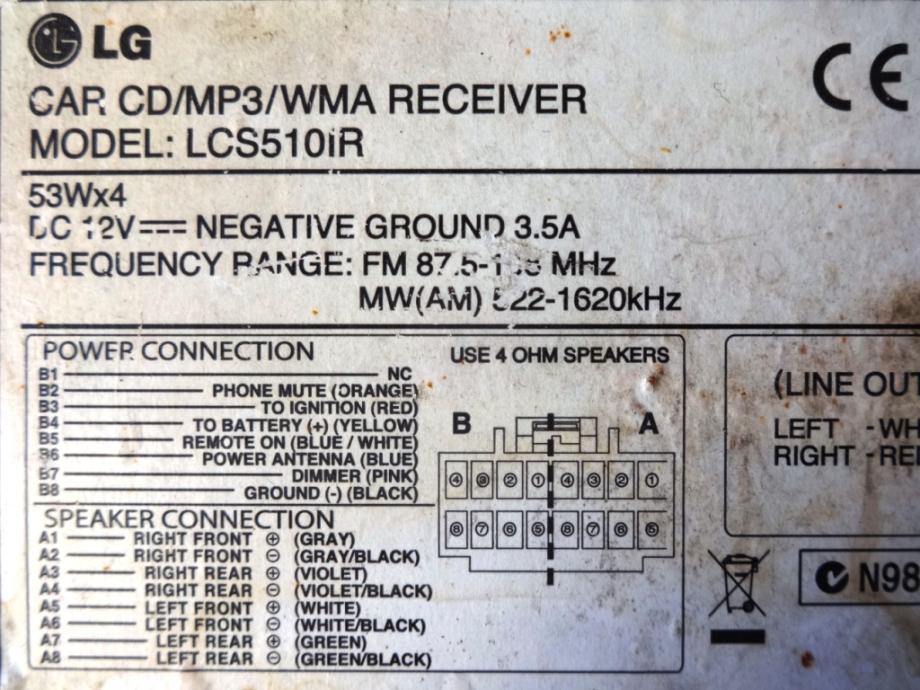 LG
CE
CAR CD/MP3/WMA RECEIVER
MODEL: LCS510iR
53Wx4
DC 12V NEGATIVE GROUND 3.5A
FREQUENCY RANGE: FM 87.5-108 MHz
MW(AM) 522-1620kHz
POWER CONNECTION
USE 4 OHM SPEAKERS
B1 NC
B2 PHONE MUTE (ORANGE)
B3 TO IGNITION (RED)
B4 TO BATTERY (+) (YELLOW)
B5 REMOTE ON (BLUE / WHITE)
B6 POWER ANTENNA (BLUE)
B7 DIMMER (PINK)
B8 GROUND (-) (BLACK)
SPEAKER CONNECTION
A1 RIGHT FRONT ⊕ (GRAY)
A2 RIGHT FRONT ⊖ (GRAY/BLACK)
A3 RIGHT REAR ⊕ (VIOLET)
A4 RIGHT REAR ⊖ (VIOLET/BLACK)
A5 LEFT FRONT ⊕ (WHITE)
A6 LEFT FRONT ⊖ (WHITE/BLACK)
A7 LEFT REAR ⊕ (GREEN)
A8 LEFT REAR ⊖ (GREEN/BLACK)
B A
④ ③ ② ① ④ ③ ② ①
⑧ ⑦ ⑥ ⑤ ⑧ ⑦ ⑥ ⑤
(LINE OUT
LEFT - WH
RIGHT - RE
N98